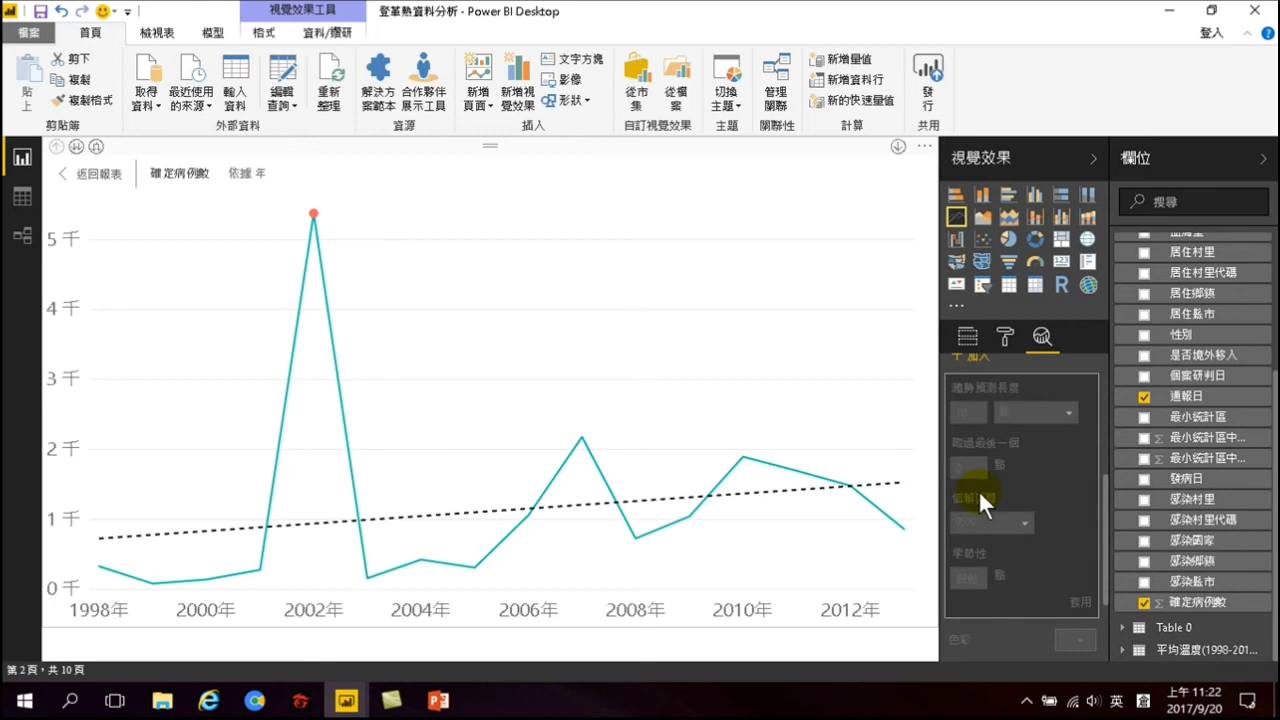 視覺效果工具
登革熱資料分析 - Power BI Desktop
檔案
首頁
檢視表
模型
格式
資料/鑽研
登入
貼上
剪下
複製
複製格式
剪貼簿
取得資料
最近使用的來源
輸入資料
編輯查詢
外部資料
重新整理
解決方案範本
合作夥伴展示工具
資源
新增頁面
新增視覺效果
文字方塊
影像
形狀
插入
從市集
從檔案
自訂視覺效果
切換主題
主題
管理關聯
關聯性
新增量值
新增資料行
新的快速量值
計算
發行
共用
返回報表
確定病例數
依據 年
5 千
4 千
3 千
2 千
1 千
0 千
1998年
2000年
2002年
2004年
2006年
2008年
2010年
2012年
視覺效果
R
123
加入
趨勢預測長度
10
略過最後一個
0
點
95%
季節性
點
套用
色彩
欄位
搜尋
居住村里
居住村里代碼
居住鄉鎮
居住縣市
性別
是否境外移入
個案研判日
通報日
最小統計區
Σ 最小統計區中...
Σ 最小統計區中...
發病日
感染村里
感染村里代碼
感染國家
感染鄉鎮
感染縣市
Σ 確定病例數
Table 0
平均溫度(1998-201...
第 2 頁，共 10 頁
英
上午 11:22
2017/9/20